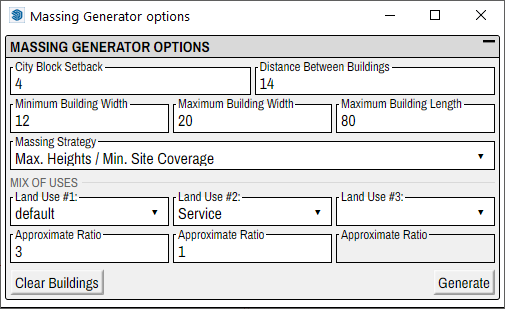 Massing Generator options
MASSING GENERATOR OPTIONS
City Block Setback Distance Between Buildings
4 14
Minimum Building Width Maximum Building Width Maximum Building Length
12 20 80
Massing Strategy
Max. Heights / Min. Site Coverage
MIX OF USES
Land Use #1: Land Use #2: Land Use #3:
default Service
Approximate Ratio Approximate Ratio Approximate Ratio
3 1
Clear Buildings Generate